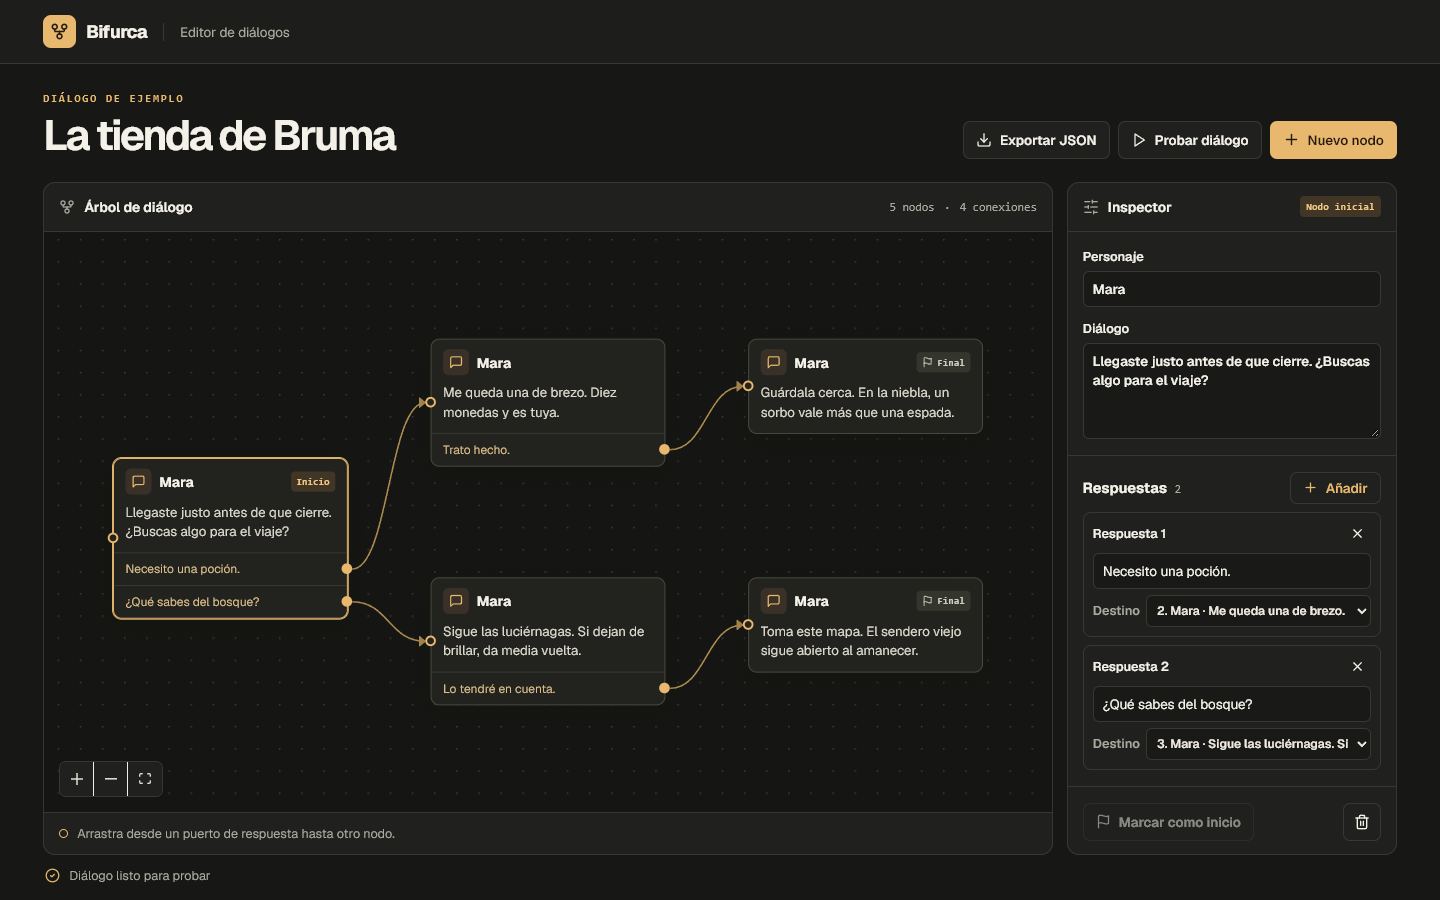 Bifurca
Editor de diálogos
DIÁLOGO DE EJEMPLO
La tienda de Bruma
Exportar JSON
Probar diálogo
Nuevo nodo
Árbol de diálogo
5 nodos · 4 conexiones
Mara
Inicio
Llegaste justo antes de que cierre.
¿Buscas algo para el viaje?
Necesito una poción.
¿Qué sabes del bosque?
Mara
Me queda una de brezo. Diez
monedas y es tuya.
Trato hecho.
Mara
Final
Guárdala cerca. En la niebla, un
sorbo vale más que una espada.
Mara
Sigue las luciérnagas. Si dejan de
brillar, da media vuelta.
Lo tendré en cuenta.
Mara
Final
Toma este mapa. El sendero viejo
sigue abierto al amanecer.
Arrastra desde un puerto de respuesta hasta otro nodo.
Diálogo listo para probar
Inspector
Nodo inicial
Personaje
Mara
Diálogo
Llegaste justo antes de que cierre. ¿Buscas
algo para el viaje?
Respuestas 2
Añadir
Respuesta 1
Necesito una poción.
Destino
2. Mara · Me queda una de brezo.
Respuesta 2
¿Qué sabes del bosque?
Destino
3. Mara · Sigue las luciérnagas. Si
Marcar como inicio